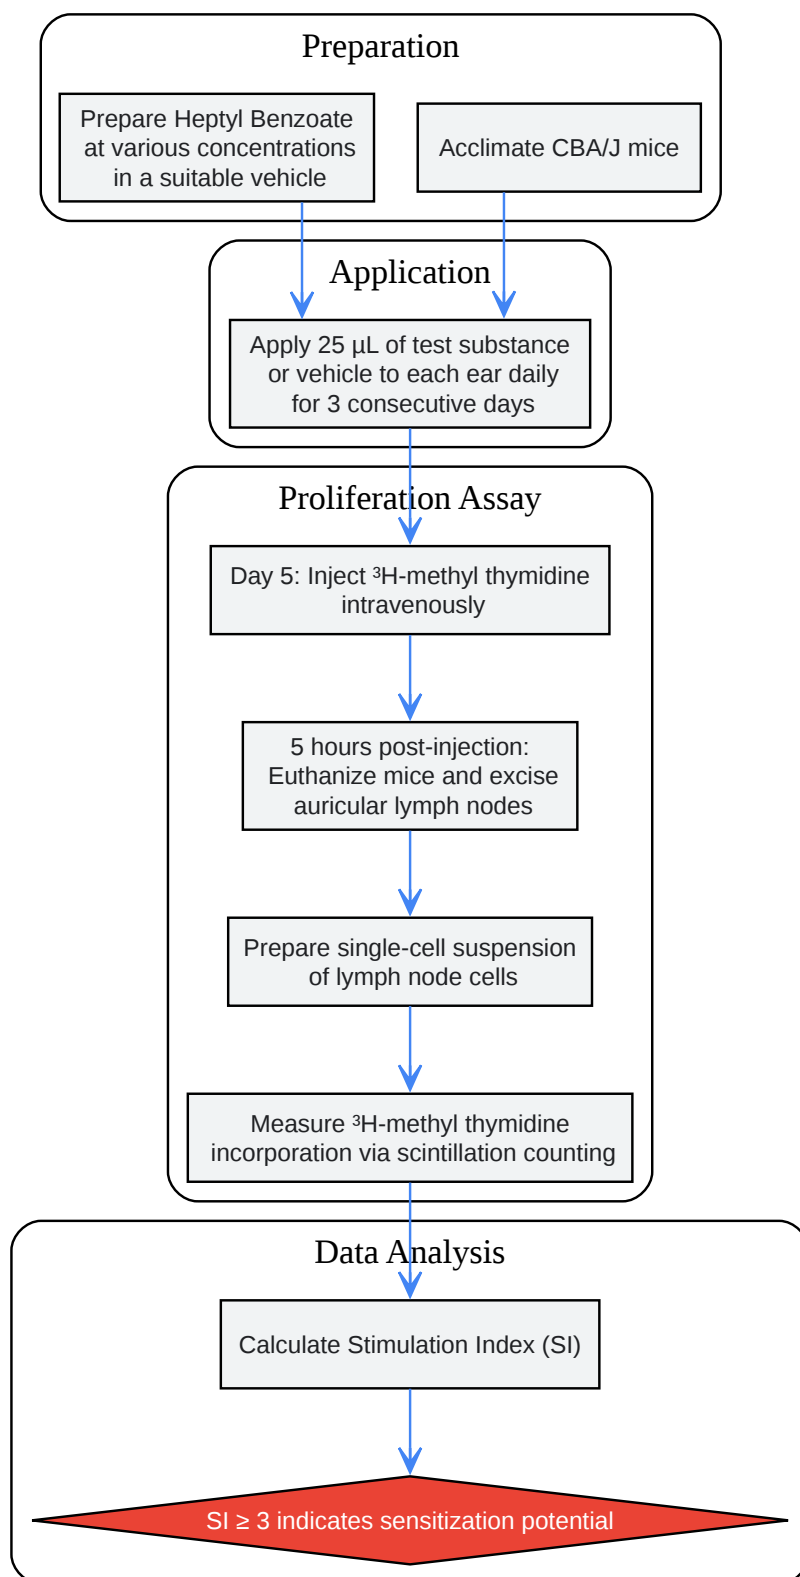 Preparation
Prepare Heptyl Benzoate
at various concentrations
in a suitable vehicle
Acclimate CBA/J mice
Application
Apply 25 µL of test substance
or vehicle to each ear daily
for 3 consecutive days
Proliferation Assay
Day 5: Inject ³H-methyl thymidine
intravenously
5 hours post-injection:
Euthanize mice and excise
auricular lymph nodes
Prepare single-cell suspension
of lymph node cells
Measure ³H-methyl thymidine
incorporation via scintillation counting
Data Analysis
Calculate Stimulation Index (SI)
SI ≥ 3 indicates sensitization potential